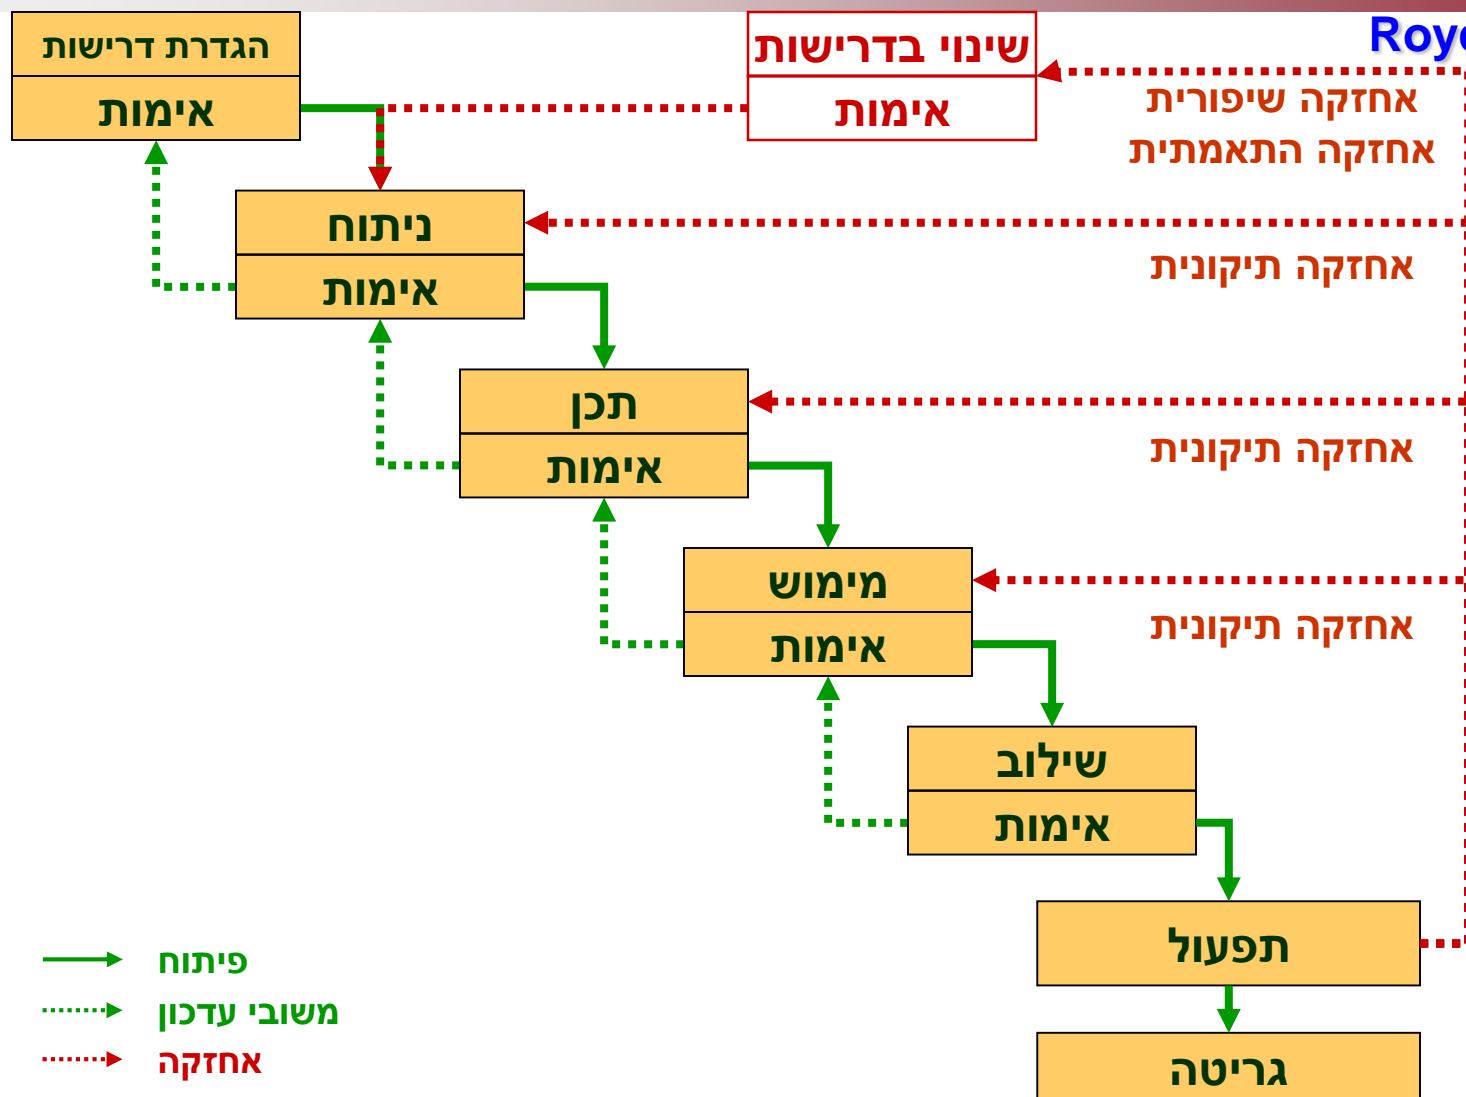 הגדרת דרישות
אימות
שינוי בדרישות
אימות
אחזקה שיפורית
אחזקה התאמתית
ניתוח
אימות
אחזקה תיקונית
תכן
אימות
אחזקה תיקונית
מימוש
אימות
אחזקה תיקונית
שילוב
אימות
תפעול
גריטה
פיתוח
משובי עדכון
אחזקה